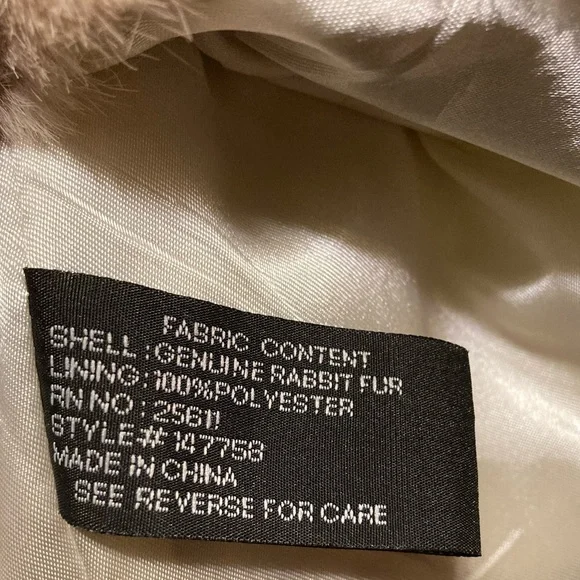 FABRIC CONTENT
SHELL : GENUINE RABBIT FUR
LINING: 100%POLYESTER
RN NO : 25611
STYLE# 147758
MADE IN CHINA
SEE REVERSE FOR CARE